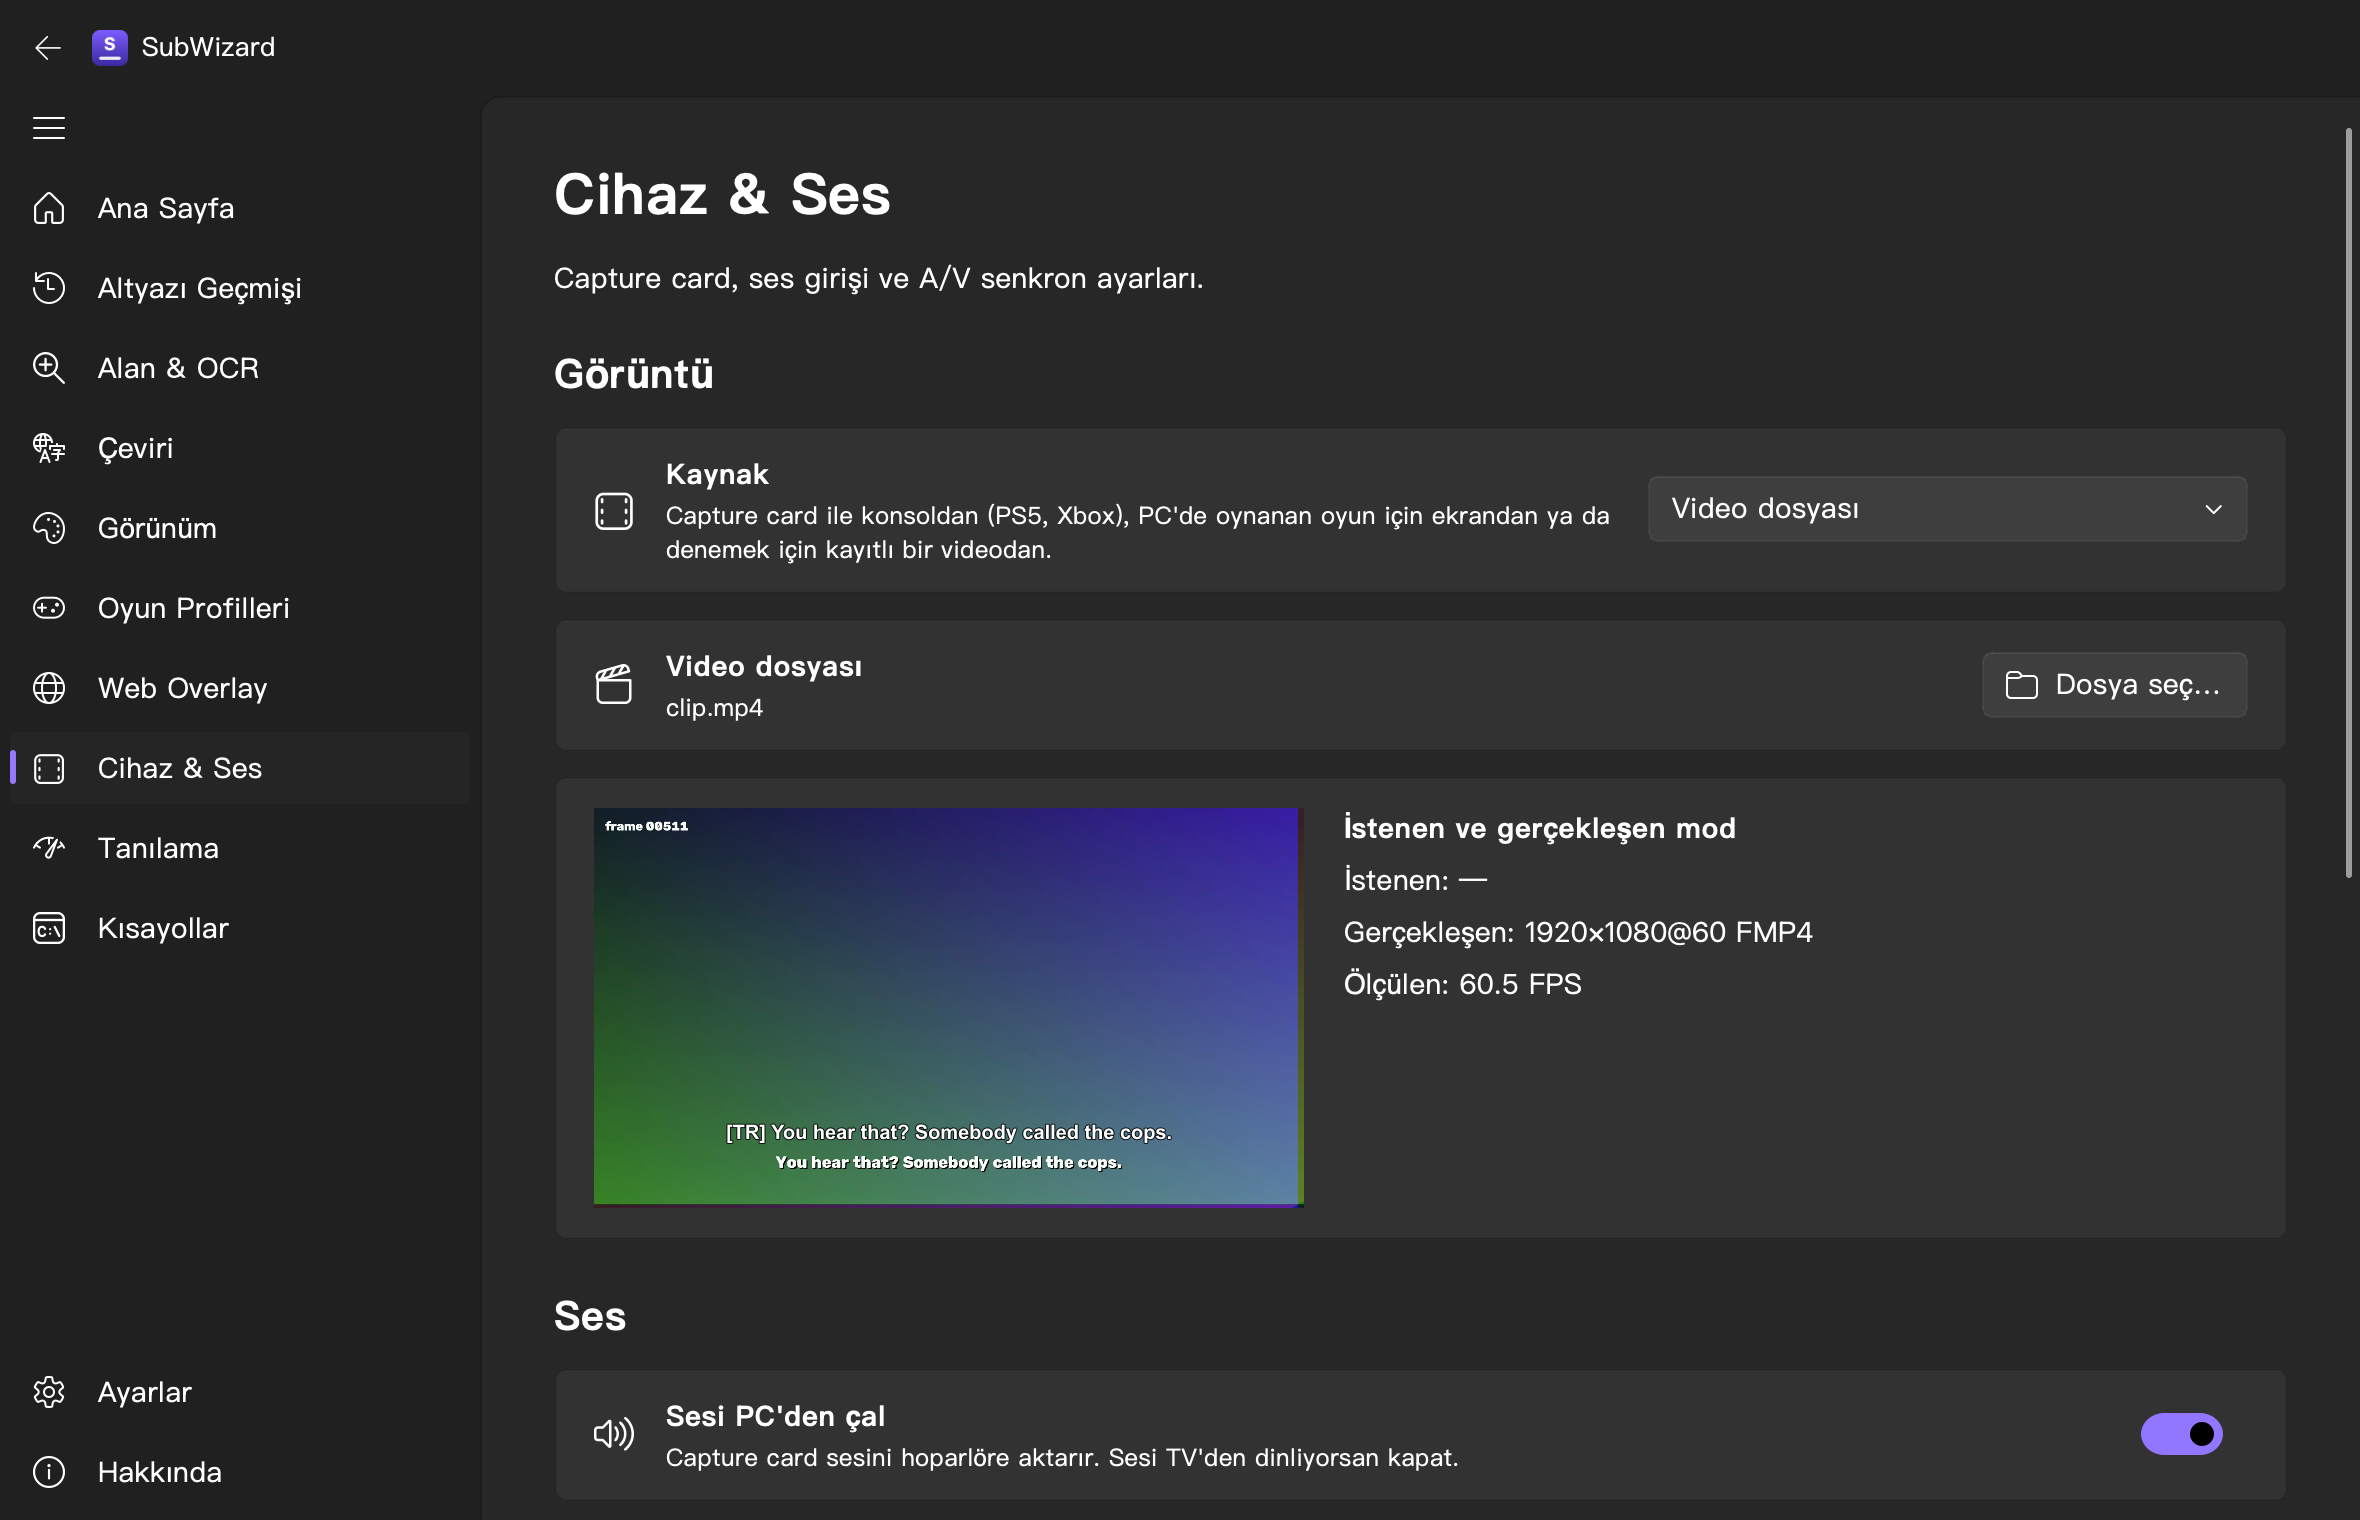 SubWizard
Ana Sayfa
Altyazı Geçmişi
Alan & OCR
Çeviri
Görünüm
Oyun Profilleri
Web Overlay
Cihaz & Ses
Tanılama
Kısayollar
Ayarlar
Hakkında
Cihaz & Ses
Capture card, ses girişi ve A/V senkron ayarları.
Görüntü
Kaynak
Capture card ile konsoldan (PS5, Xbox), PC'de oynanan oyun için ekrandan ya da
denemek için kayıtlı bir videodan.
Video dosyası
Video dosyası
clip.mp4
Dosya seç...
frame 00511
[TR] You hear that? Somebody called the cops.
You hear that? Somebody called the cops.
İstenen ve gerçekleşen mod
İstenen: —
Gerçekleşen: 1920×1080@60 FMP4
Ölçülen: 60.5 FPS
Ses
Sesi PC'den çal
Capture card sesini hoparlöre aktarır. Sesi TV'den dinliyorsan kapat.